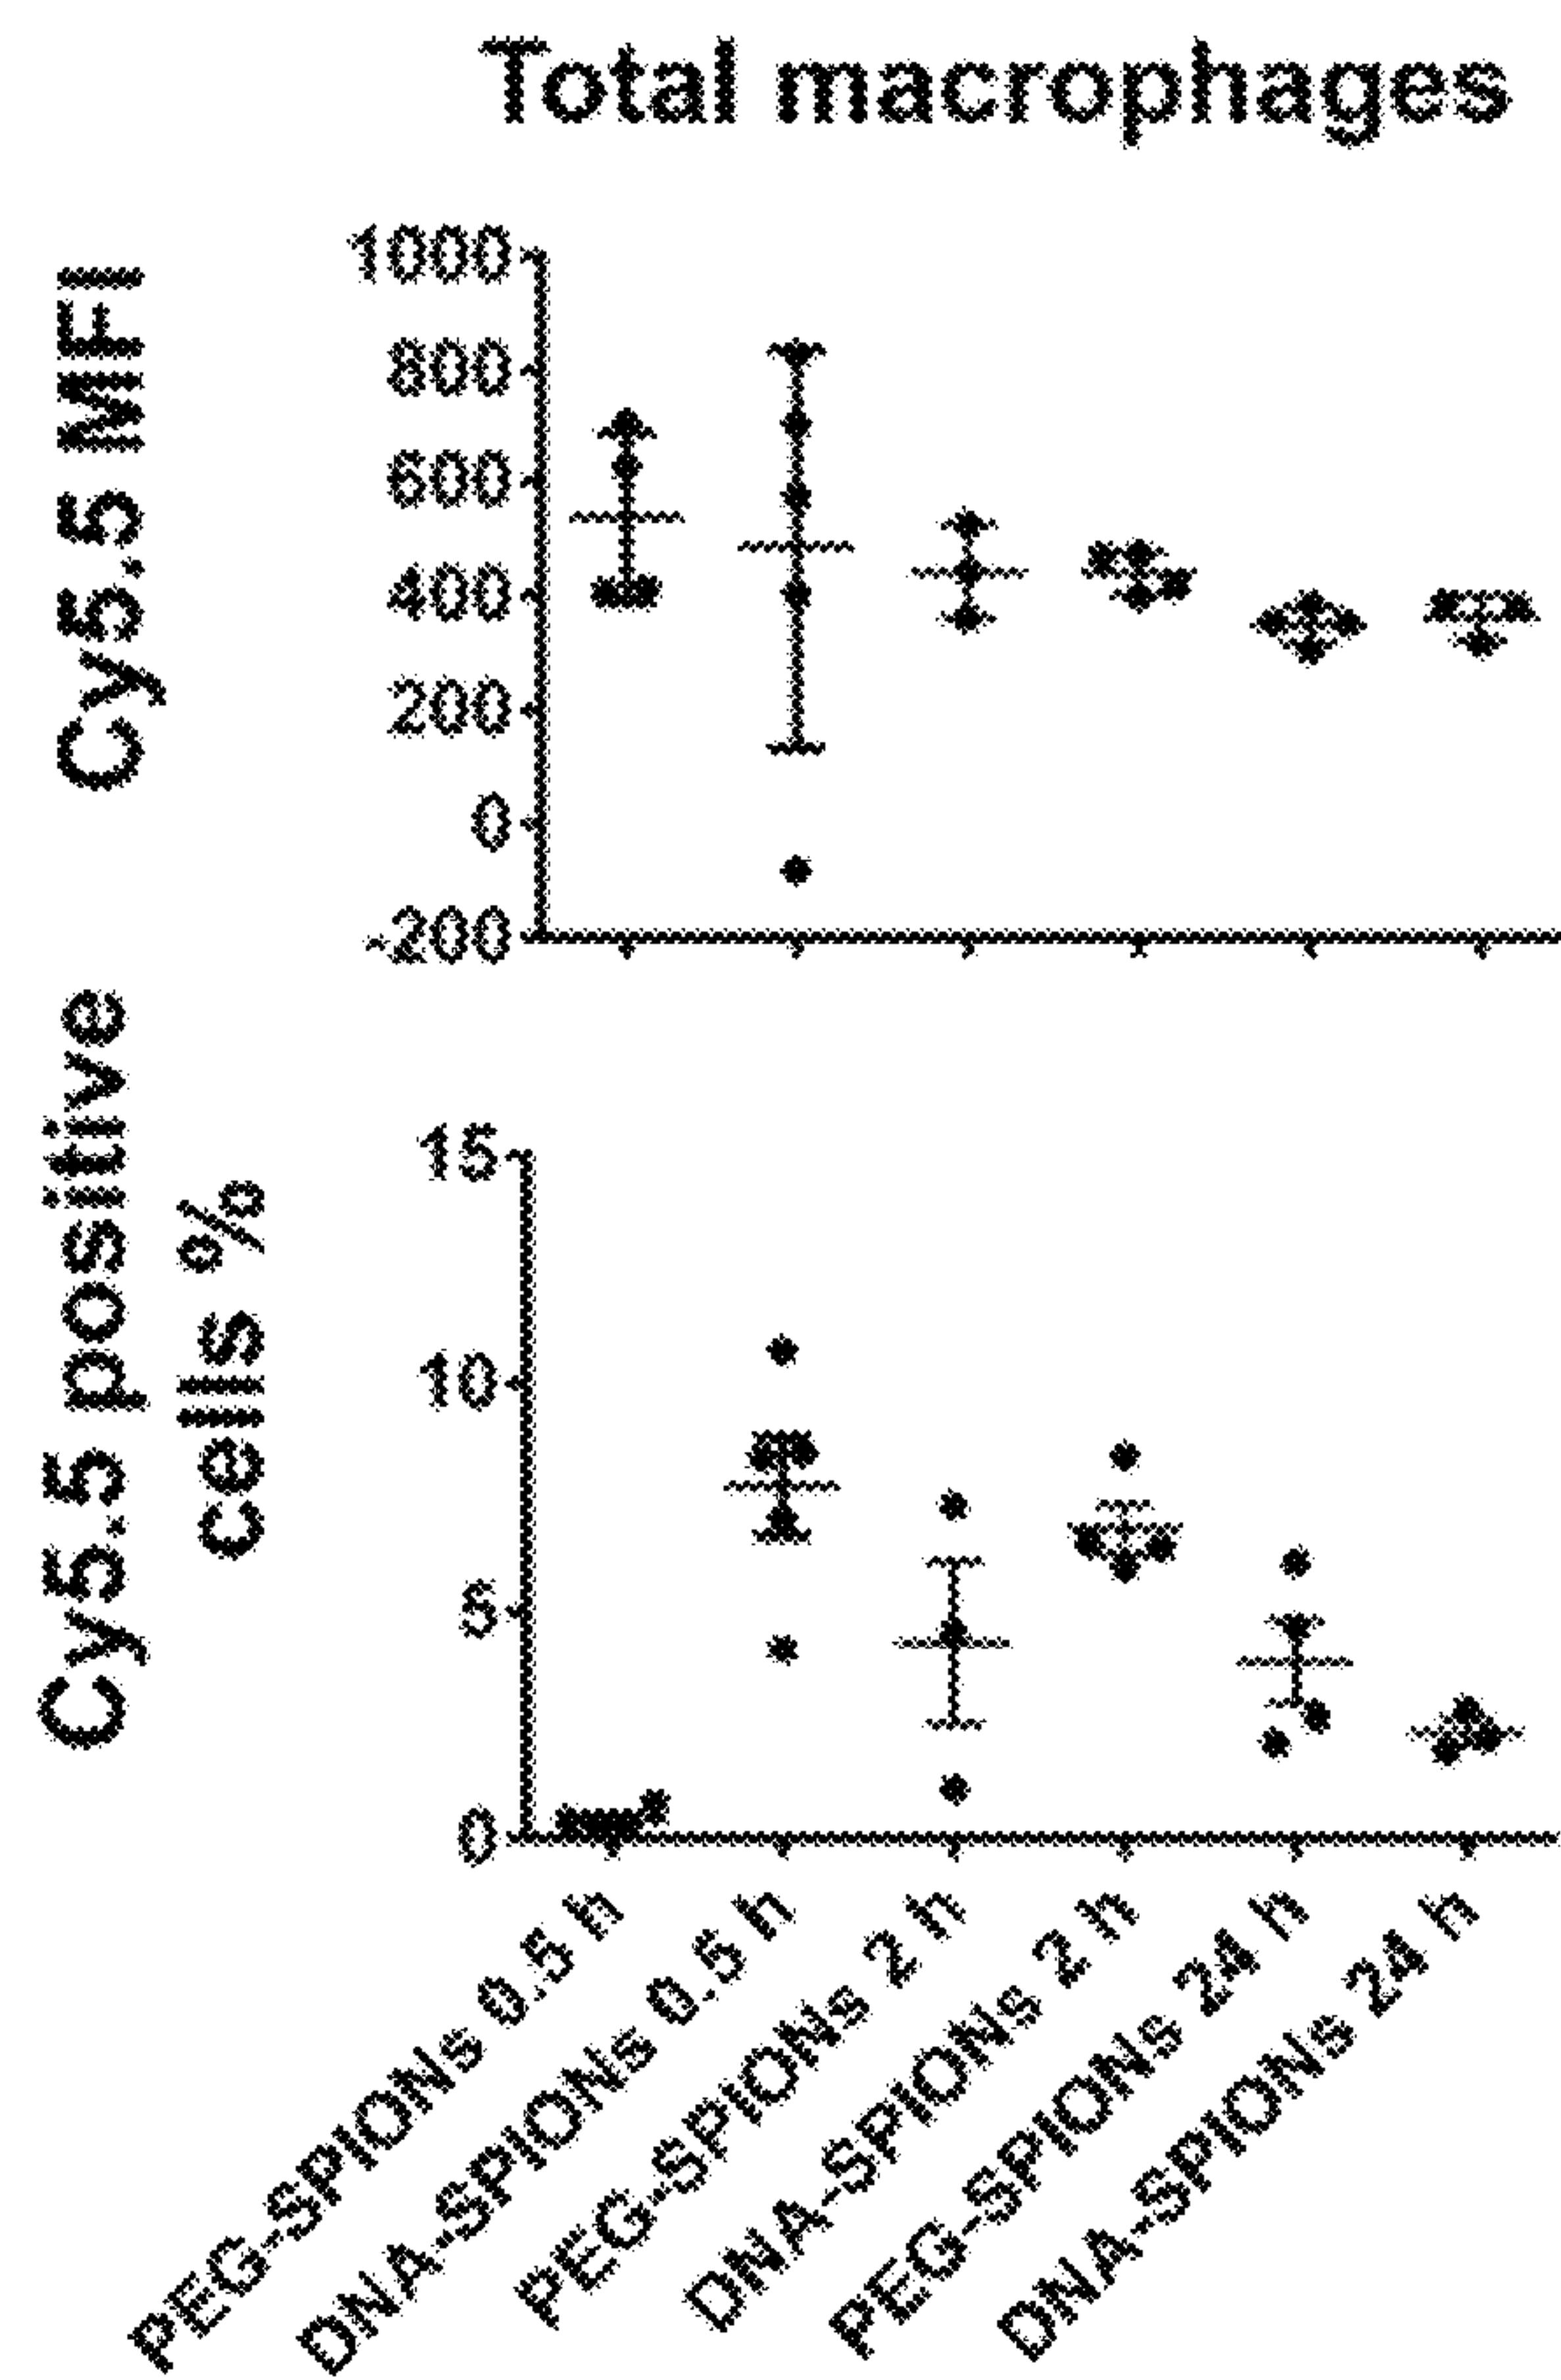 Total macrophages
Cy5.5 MFI
1000
800
600
400
200
0
-200
Cy5.5 positive
cells %
15
10
5
0
PEG-SPIONs 0.5 h
DNA-SPIONs 0.5 h
PEG-SPIONs 2 h
DNA-SPIONs 2 h
PEG-SPIONs 24 h
DNA-SPIONs 24 h